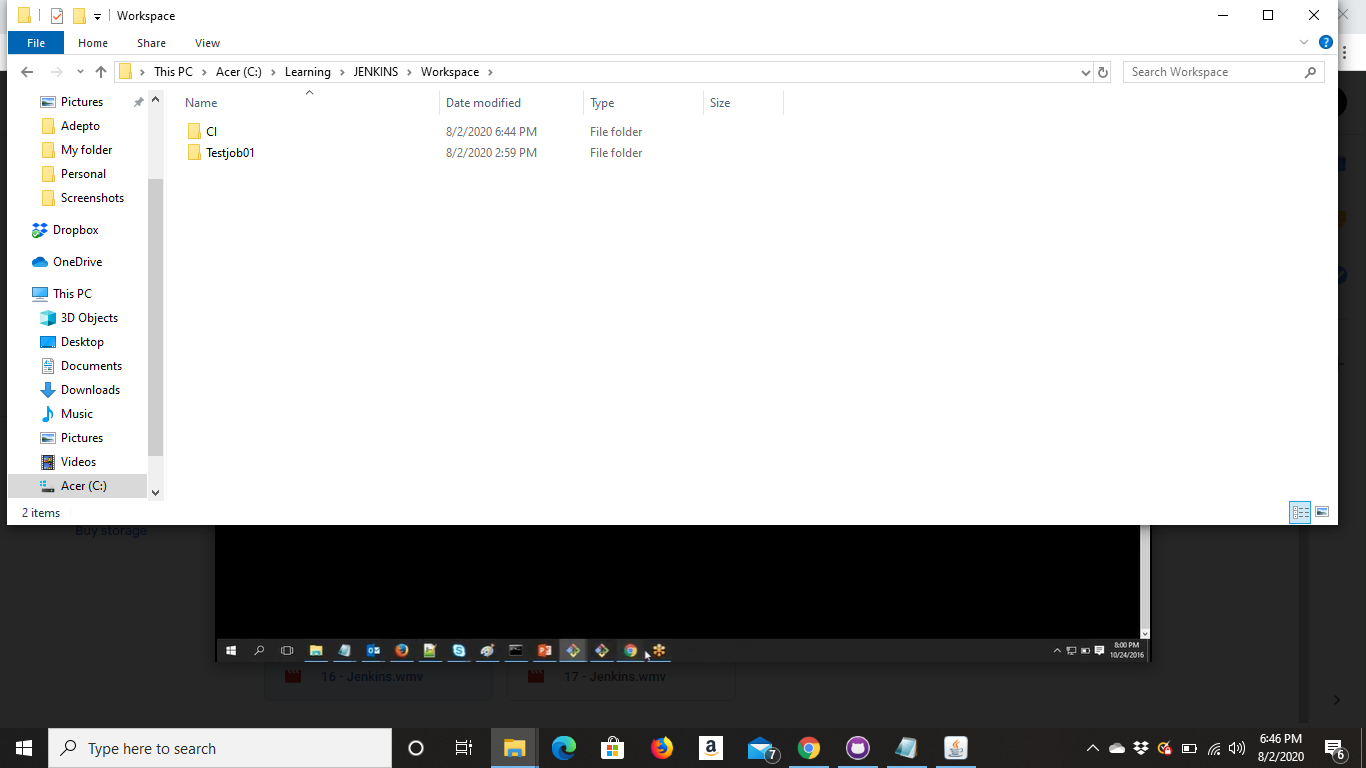 Workspace
File Home Share View
This PC Acer (C:) Learning JENKINS Workspace
Search Workspace
Name Date modified Type Size
CI 8/2/2020 6:44 PM File folder
Testjob01 8/2/2020 2:59 PM File folder
Pictures
Adepto
My folder
Personal
Screenshots
Dropbox
OneDrive
This PC
3D Objects
Desktop
Documents
Downloads
Music
Pictures
Videos
Acer (C:)
2 items
Buy storage
8:00 PM
10/24/2016
16 - Jenkins.wmv 17 - Jenkins.wmv
Type here to search
7
6:46 PM
8/2/2020
6